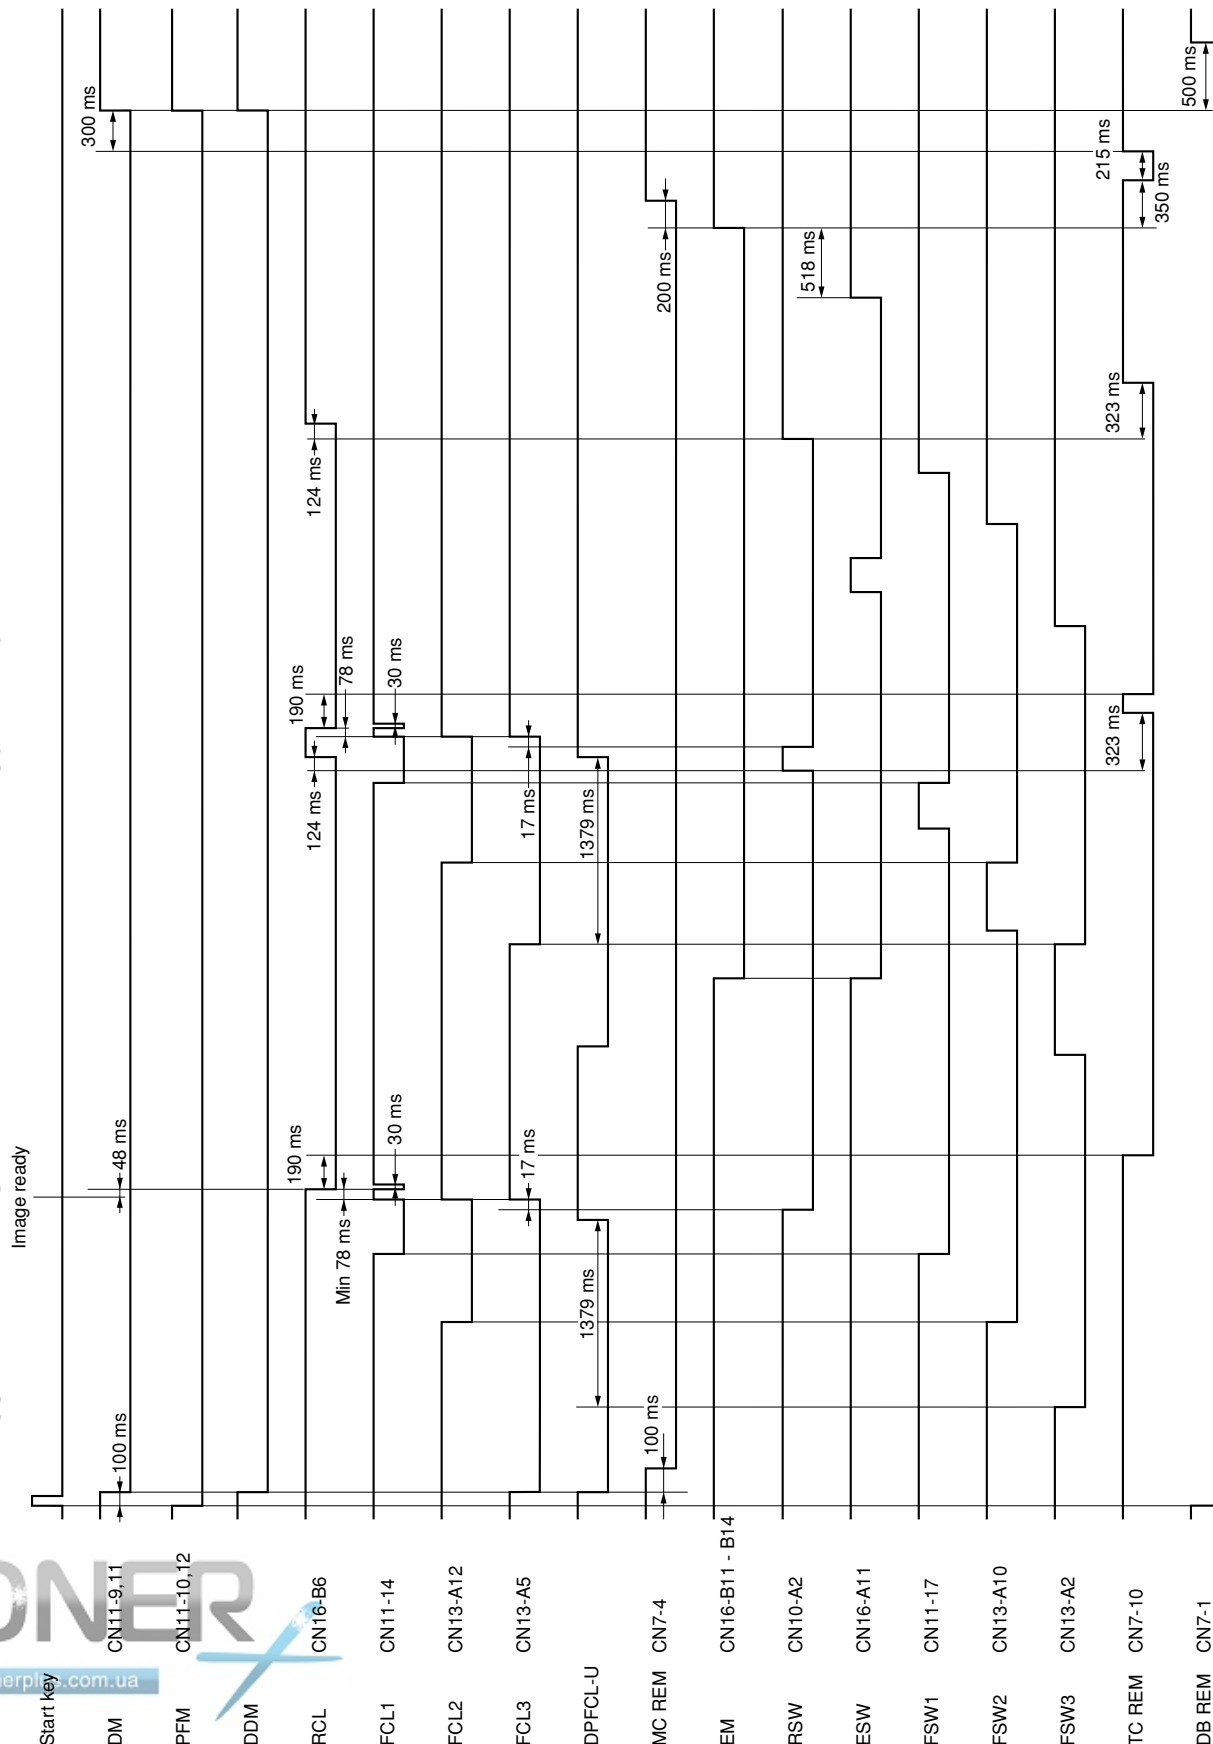 Image ready
Start key
DM CN11-9,11
100 ms
48 ms
300 ms
PFM CN11-10,12
DDM
RCL CN16-B6
190 ms
124 ms
190 ms
124 ms
Min 78 ms
78 ms
FCL1 CN11-14
30 ms
30 ms
FCL2 CN13-A12
FCL3 CN13-A5
17 ms
17 ms
DPFCL-U
1379 ms
1379 ms
MC REM CN7-4
100 ms
200 ms
EM CN16-B11 - B14
RSW CN10-A2
518 ms
ESW CN16-A11
FSW1 CN11-17
FSW2 CN13-A10
FSW3 CN13-A2
TC REM CN7-10
323 ms
323 ms
215 ms
350 ms
DB REM CN7-1
500 ms
ONER
.com.ua